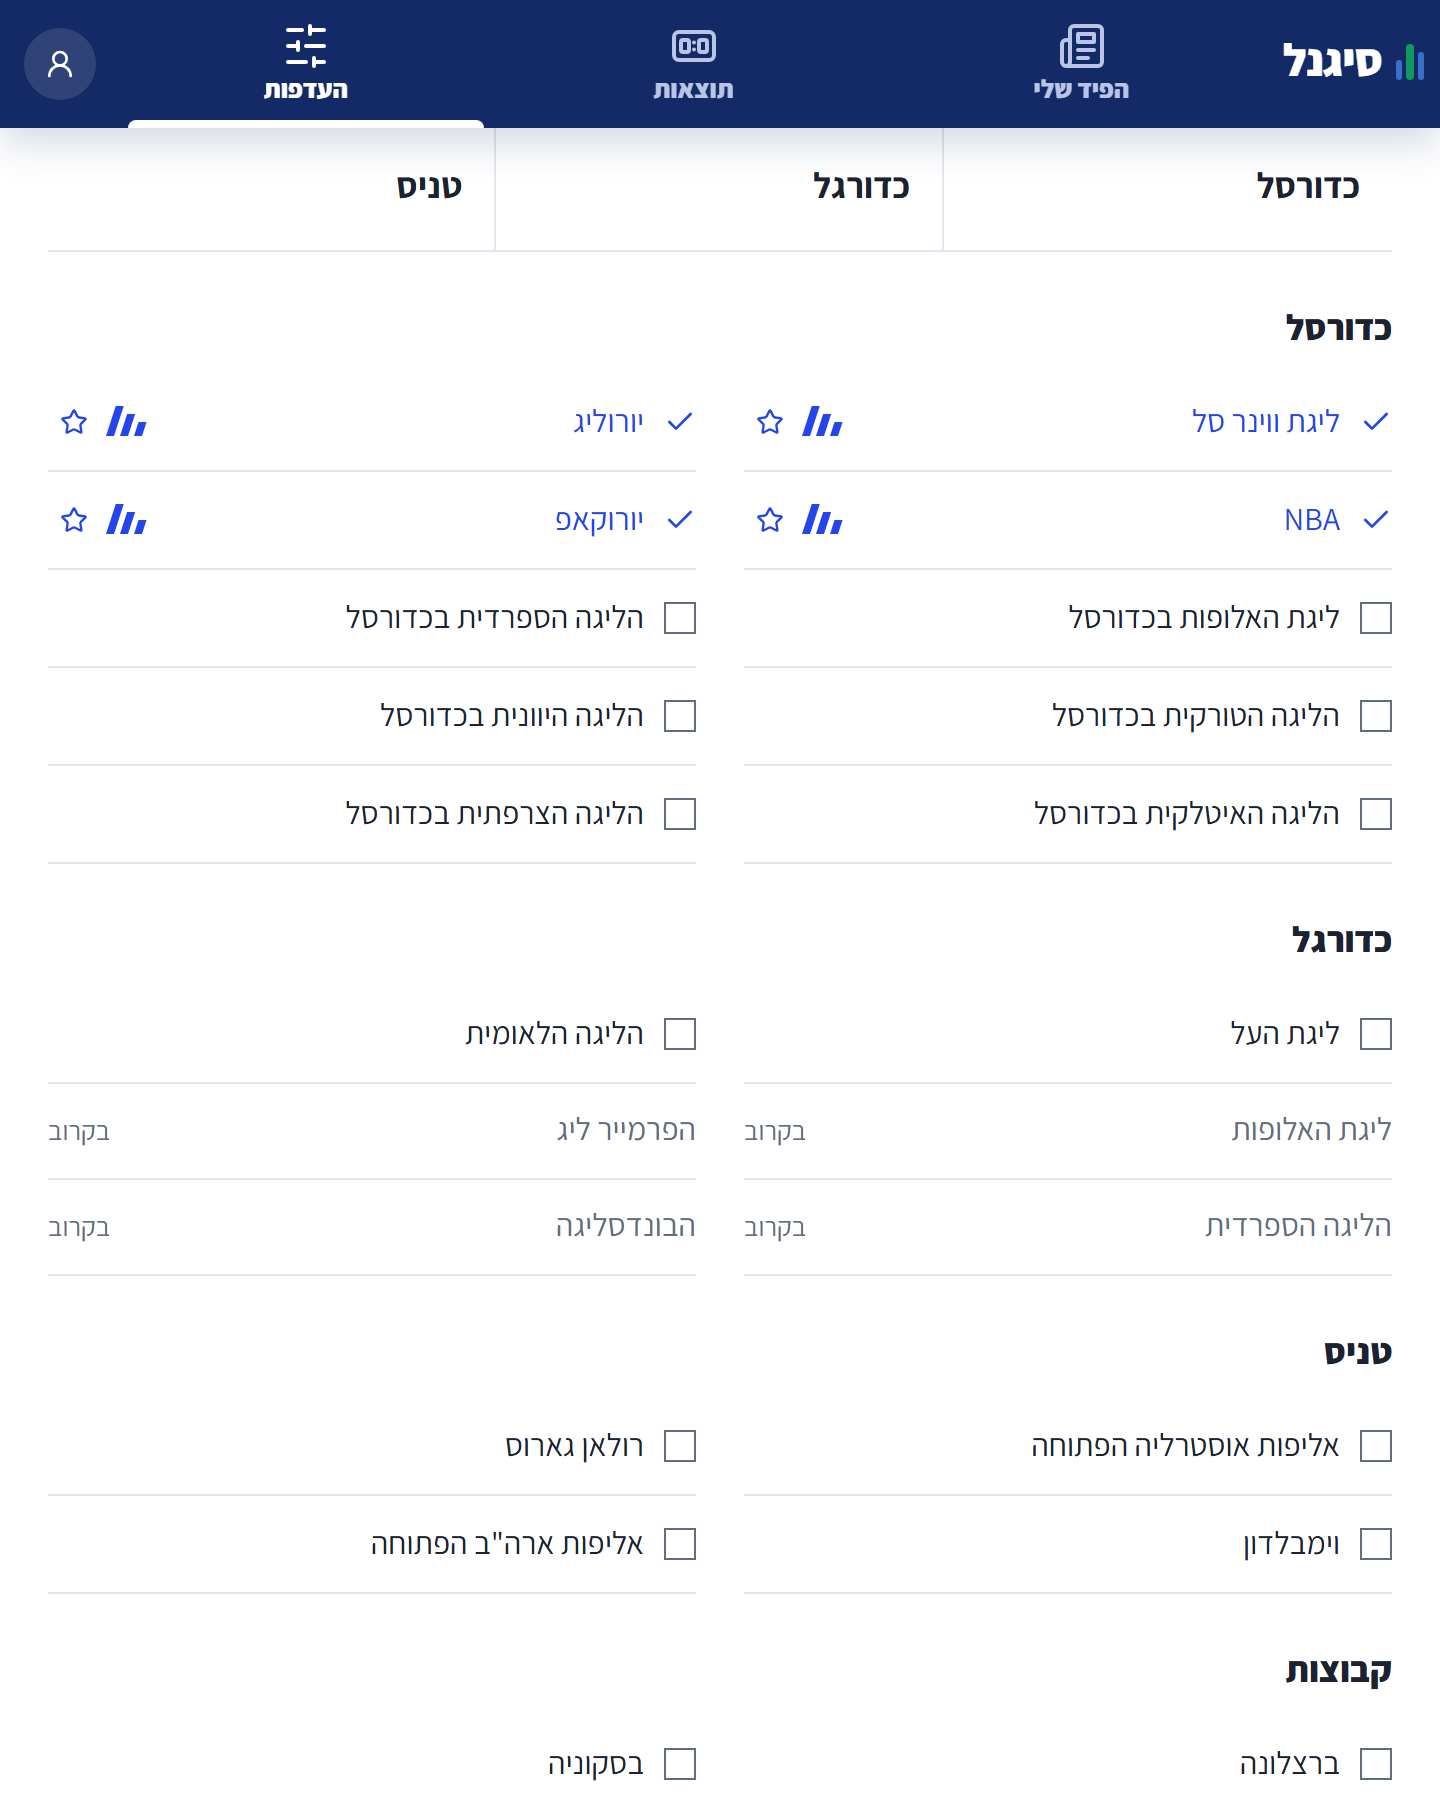 סיגנל
הפיד שלי
תוצאות
העדפות
כדורסל
כדורגל
טניס
כדורסל
ליגת ווינר סל
יורוליג
NBA
יורוקאפ
ליגת האלופות בכדורסל
הליגה הספרדית בכדורסל
הליגה הטורקית בכדורסל
הליגה היוונית בכדורסל
הליגה האיטלקית בכדורסל
הליגה הצרפתית בכדורסל
כדורגל
ליגת העל
הליגה הלאומית
ליגת האלופות בקרוב
הפרמייר ליג בקרוב
הליגה הספרדית בקרוב
הבונדסליגה בקרוב
טניס
אליפות אוסטרליה הפתוחה
רולאן גארוס
וימבלדון
אליפות ארה"ב הפתוחה
קבוצות
ברצלונה
בסקוניה